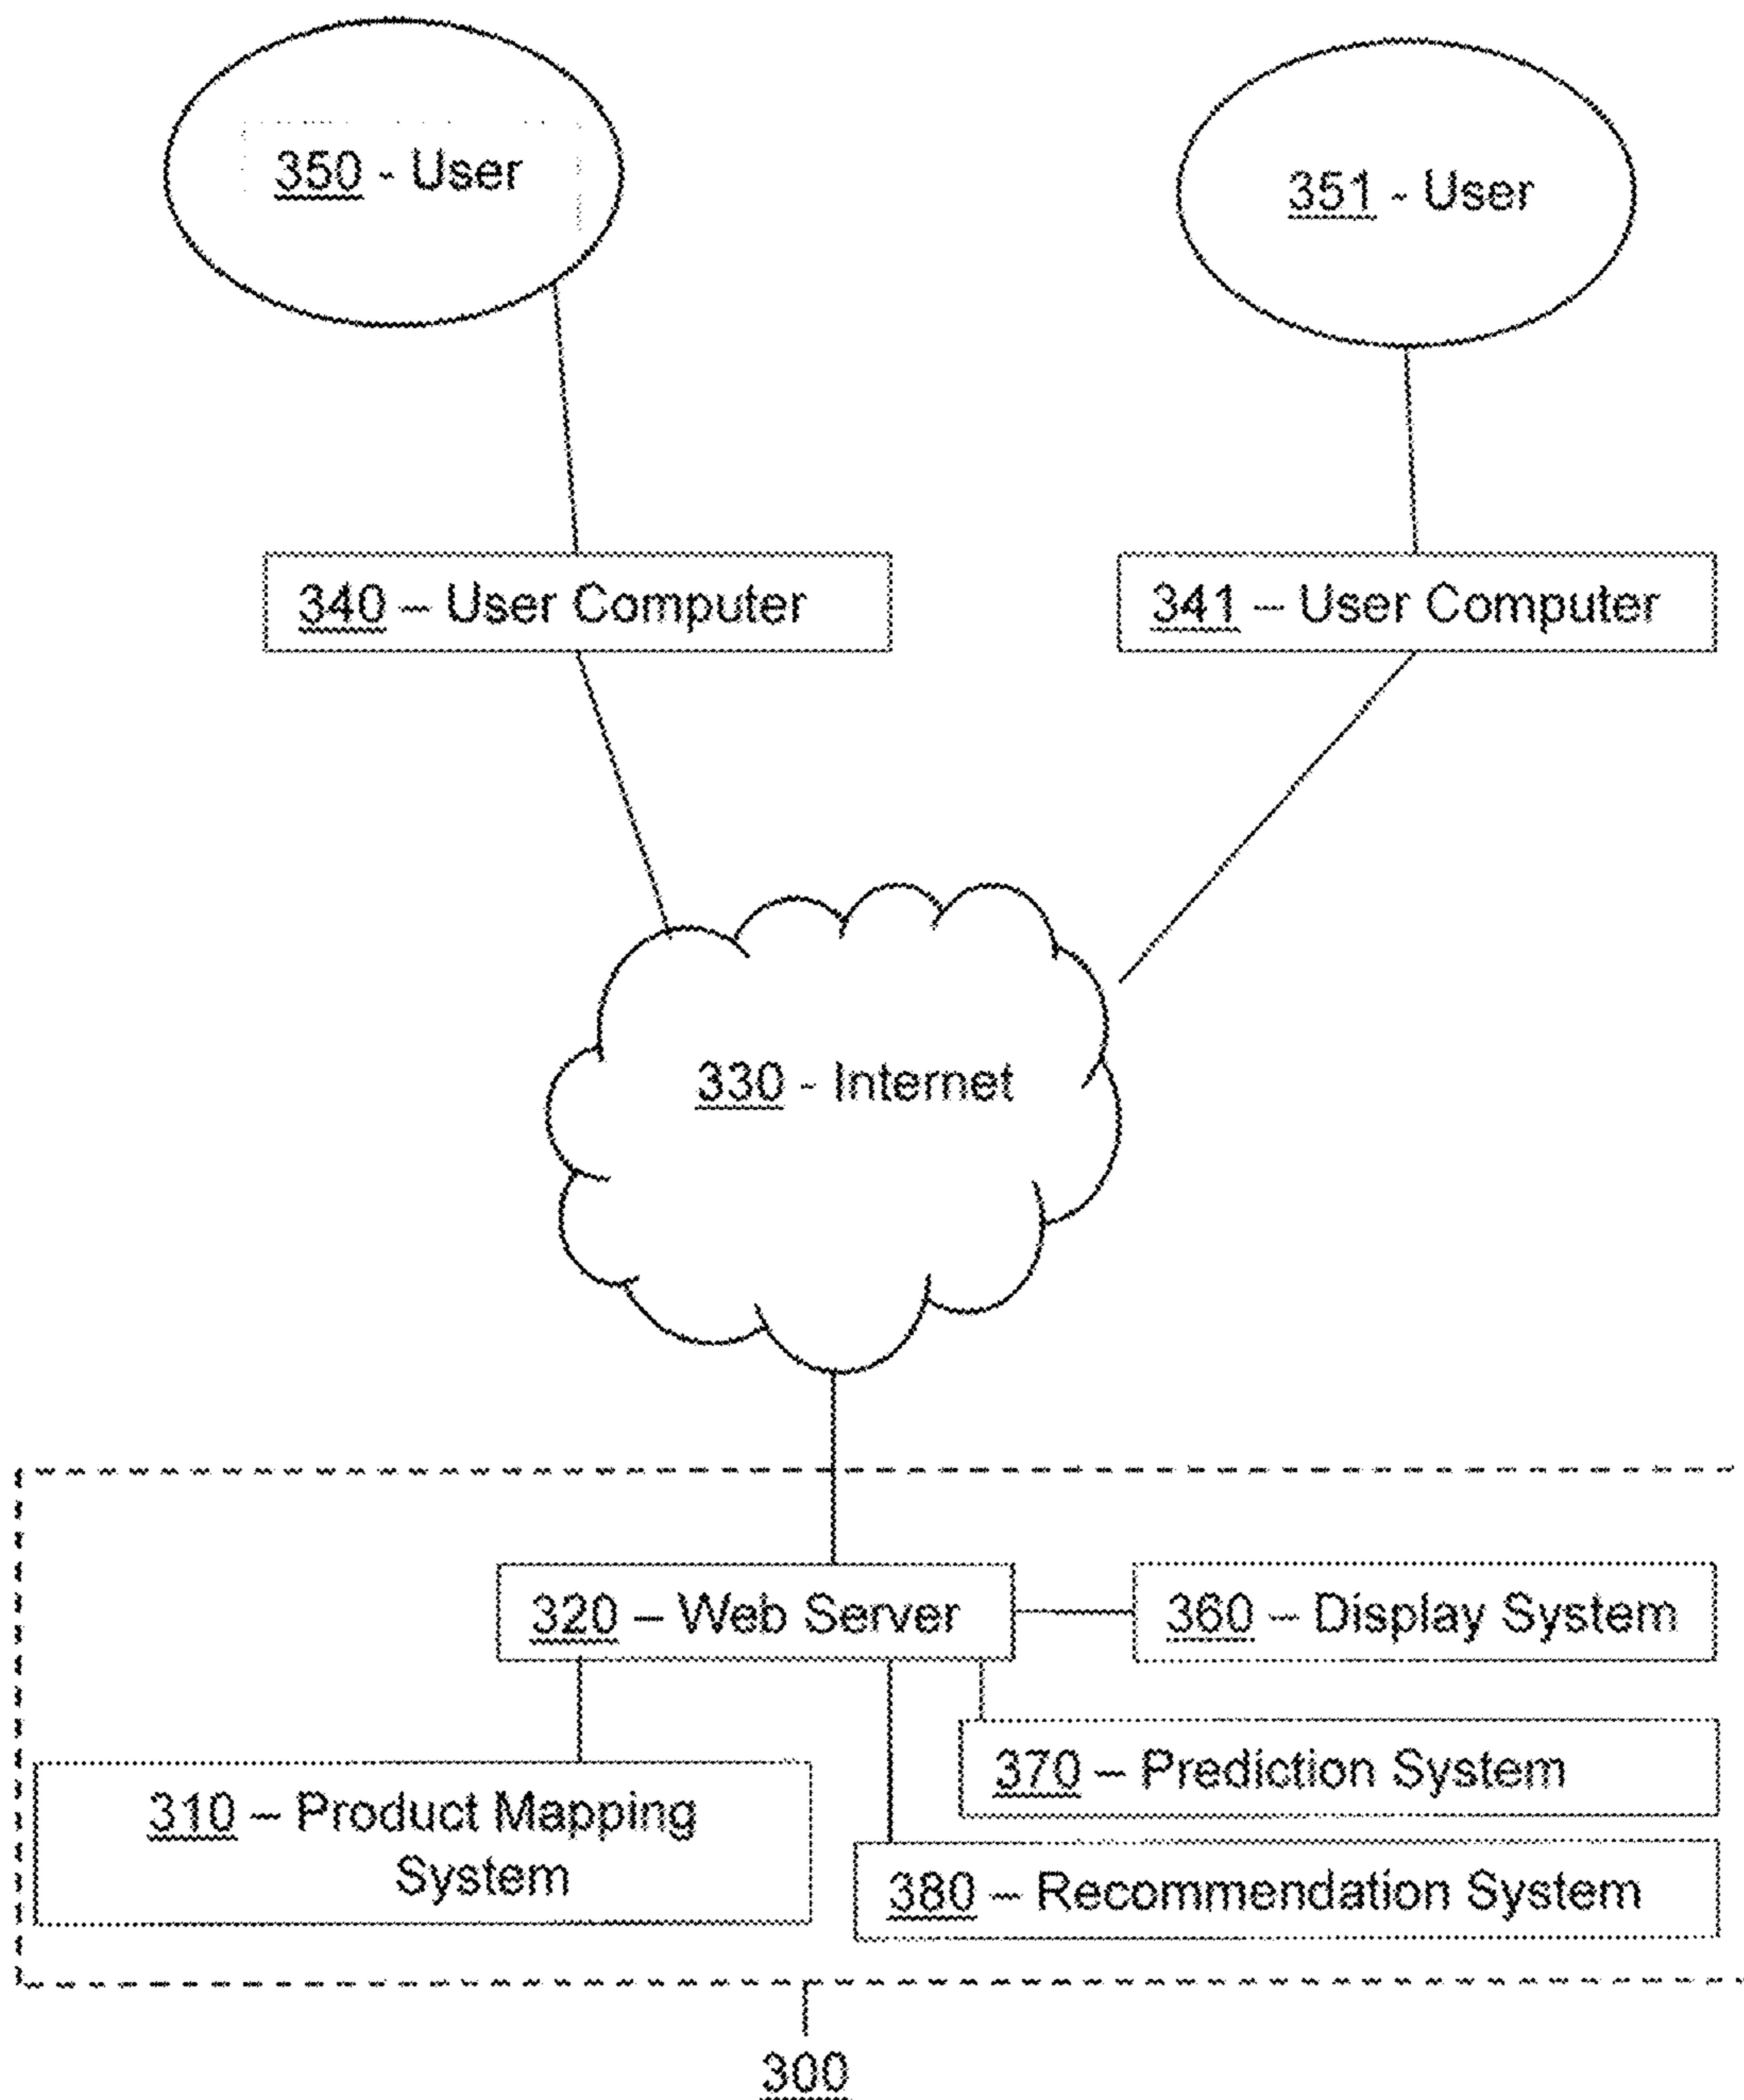 350 - User
351 - User
340 – User Computer
341 – User Computer
330 - Internet
320 – Web Server
360 – Display System
370 – Prediction System
310 – Product Mapping
System
380 – Recommendation System
300